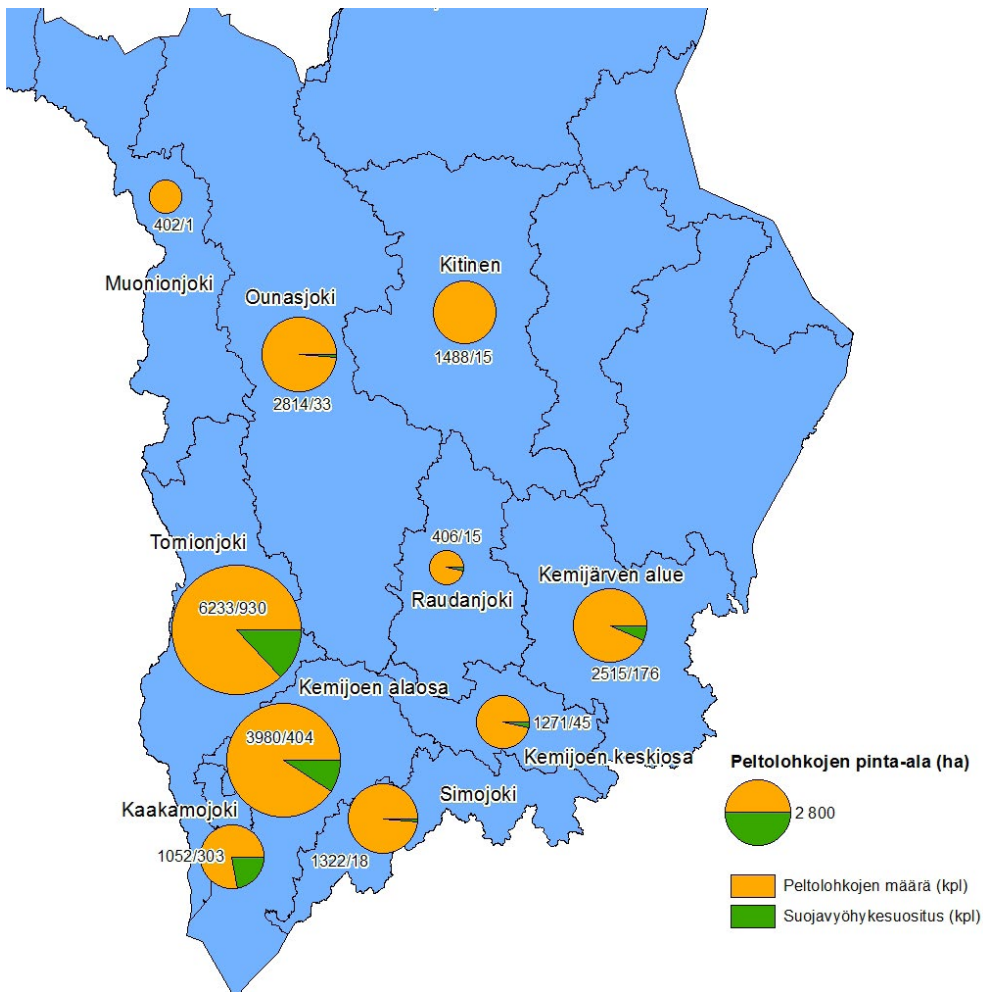 402/1
Muonionjoki
Ounasjoki
2814/33
Kitinen
1488/15
Tornionjoki
6233/930
406/15
Raudanjoki
Kemijärven alue
2515/176
Kemijoen alaosa
3980/404
1271/45
Kemijoen keskiosa
Simojoki
1322/18
Kaakamojoki
1052/303
Peltolohkojen pinta-ala (ha)
2 800
Peltolohkojen määrä (kpl)
Suojavyöhykesuositus (kpl)